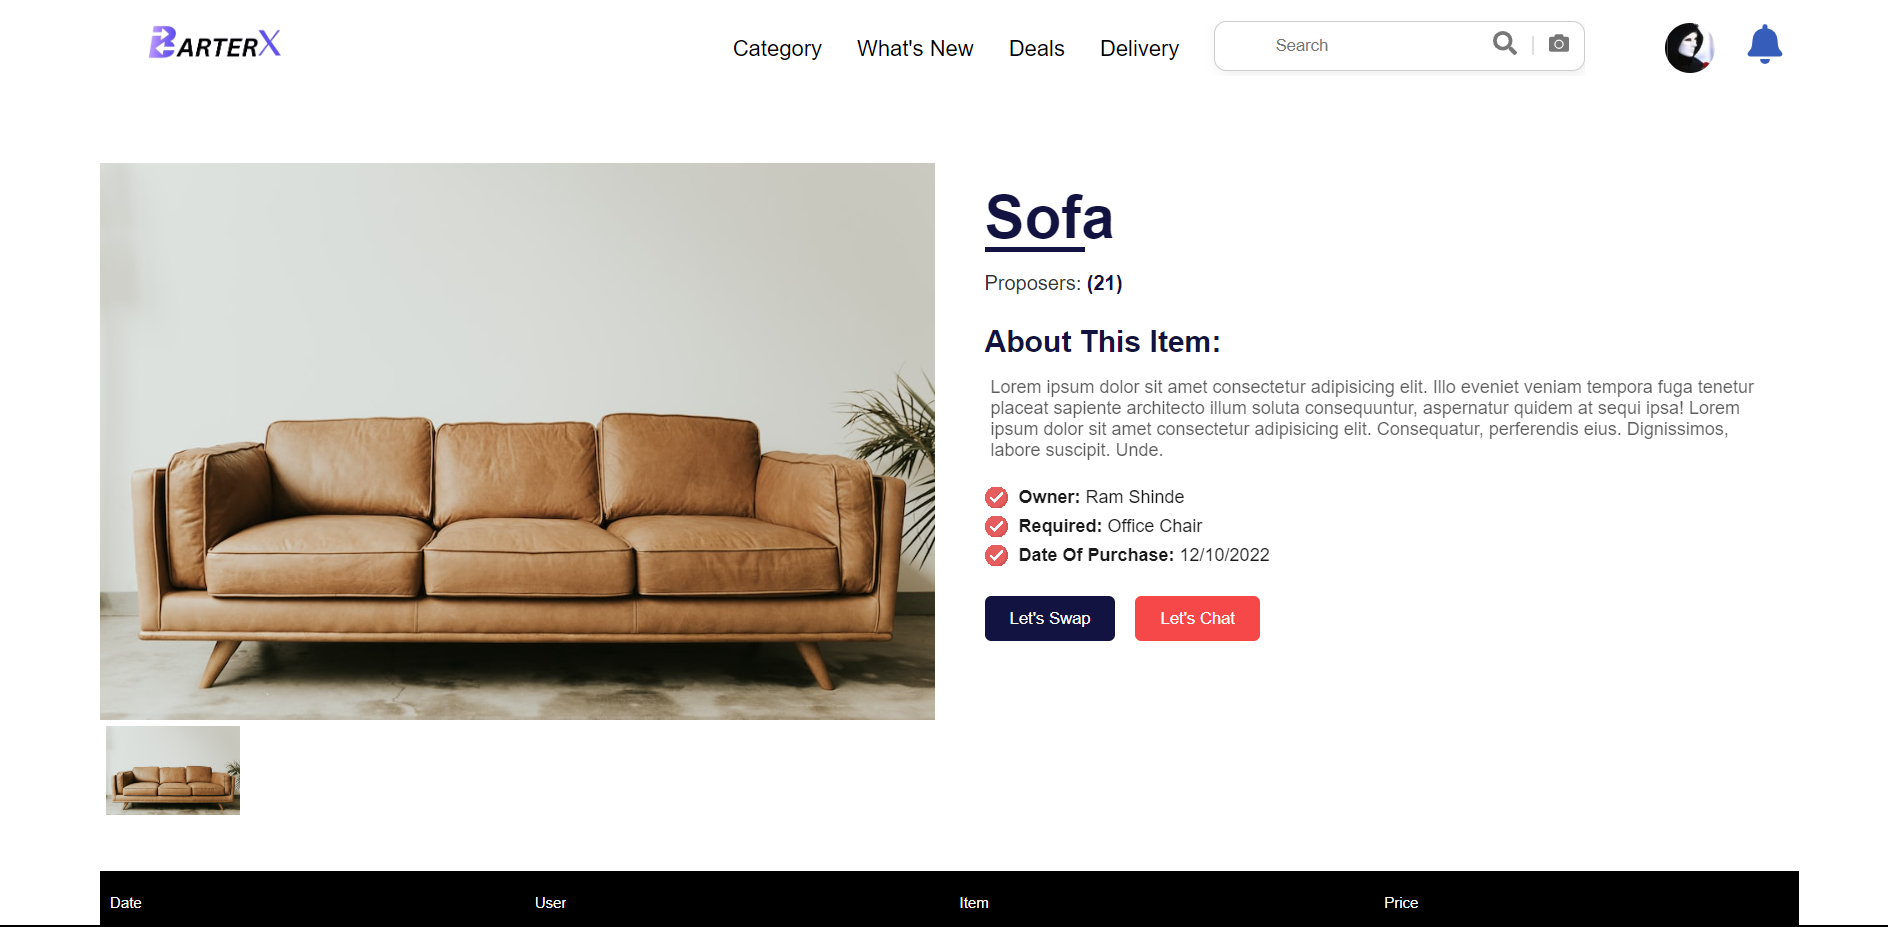 BARTERX
Category What's New Deals Delivery Search
Sofa
Proposers: (21)
About This Item:
Lorem ipsum dolor sit amet consectetur adipisicing elit. Illo eveniet veniam tempora fuga tenetur
placeat sapiente architecto illum soluta consequuntur, aspernatur quidem at sequi ipsa! Lorem
ipsum dolor sit amet consectetur adipisicing elit. Consequatur, perferendis eius. Dignissimos,
labore suscipit. Unde.
Owner: Ram Shinde
Required: Office Chair
Date Of Purchase: 12/10/2022
Let's Swap Let's Chat
Date User Item Price